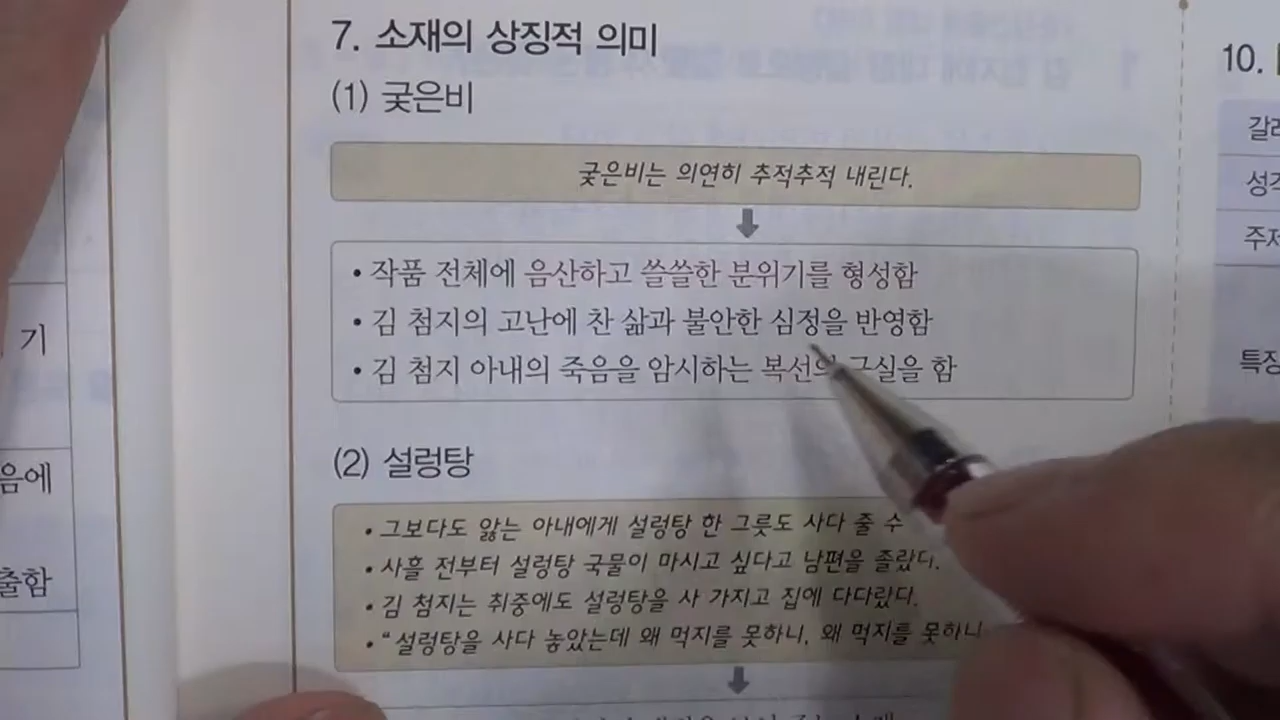 7. 소재의 상징적 의미
(1) 궂은비
궂은비는 의연히 추적추적 내린다.
• 작품 전체에 음산하고 쓸쓸한 분위기를 형성함
• 김 첨지의 고난에 찬 삶과 불안한 심정을 반영함
• 김 첨지 아내의 죽음을 암시하는 복선의 구실을 함
(2) 설렁탕
• 그보다도 앓는 아내에게 설렁탕 한 그릇도 사다 줄 수
• 사흘 전부터 설렁탕 국물이 마시고 싶다고 남편을 졸랐다.
• 김 첨지는 취중에도 설렁탕을 사 가지고 집에 다다랐다.
• "설렁탕을 사다 놓았는데 왜 먹지를 못하니, 왜 먹지를 못하니
기
음에
출함
10.
갈래
성격
주제
특징